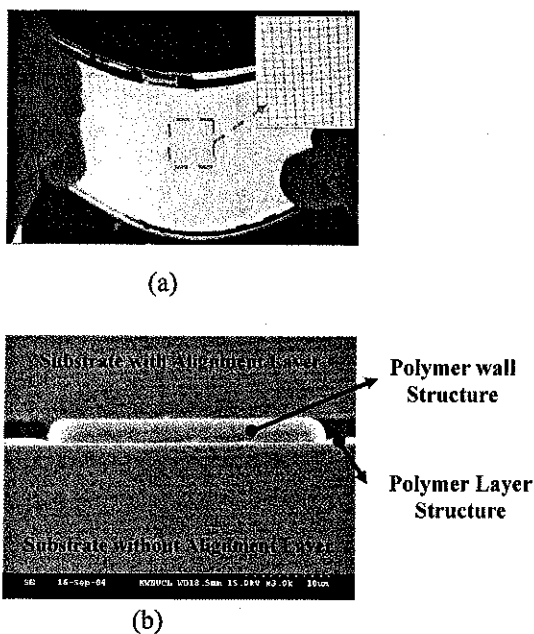 (a)
Substrate with Alignment Layer
Polymer wall
Structure
Polymer Layer
Structure
Substrate without Alignment Layer
SE 16-Sep-04 WD18.5mm 15.0kV x3.0k 10um
(b)